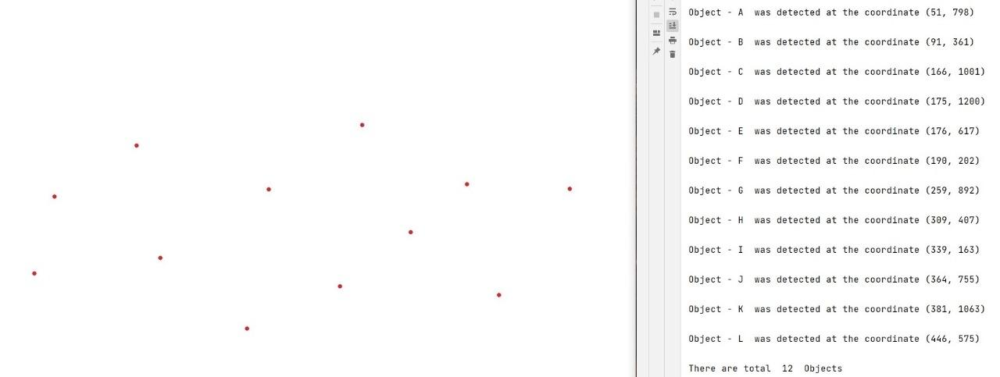 Object - A  was detected at the coordinate (51, 798)
Object - B  was detected at the coordinate (91, 361)
Object - C  was detected at the coordinate (166, 1001)
Object - D  was detected at the coordinate (175, 1200)
Object - E  was detected at the coordinate (176, 617)
Object - F  was detected at the coordinate (190, 202)
Object - G  was detected at the coordinate (259, 892)
Object - H  was detected at the coordinate (309, 407)
Object - I  was detected at the coordinate (339, 163)
Object - J  was detected at the coordinate (364, 755)
Object - K  was detected at the coordinate (381, 1063)
Object - L  was detected at the coordinate (446, 575)
There are total  12  Objects